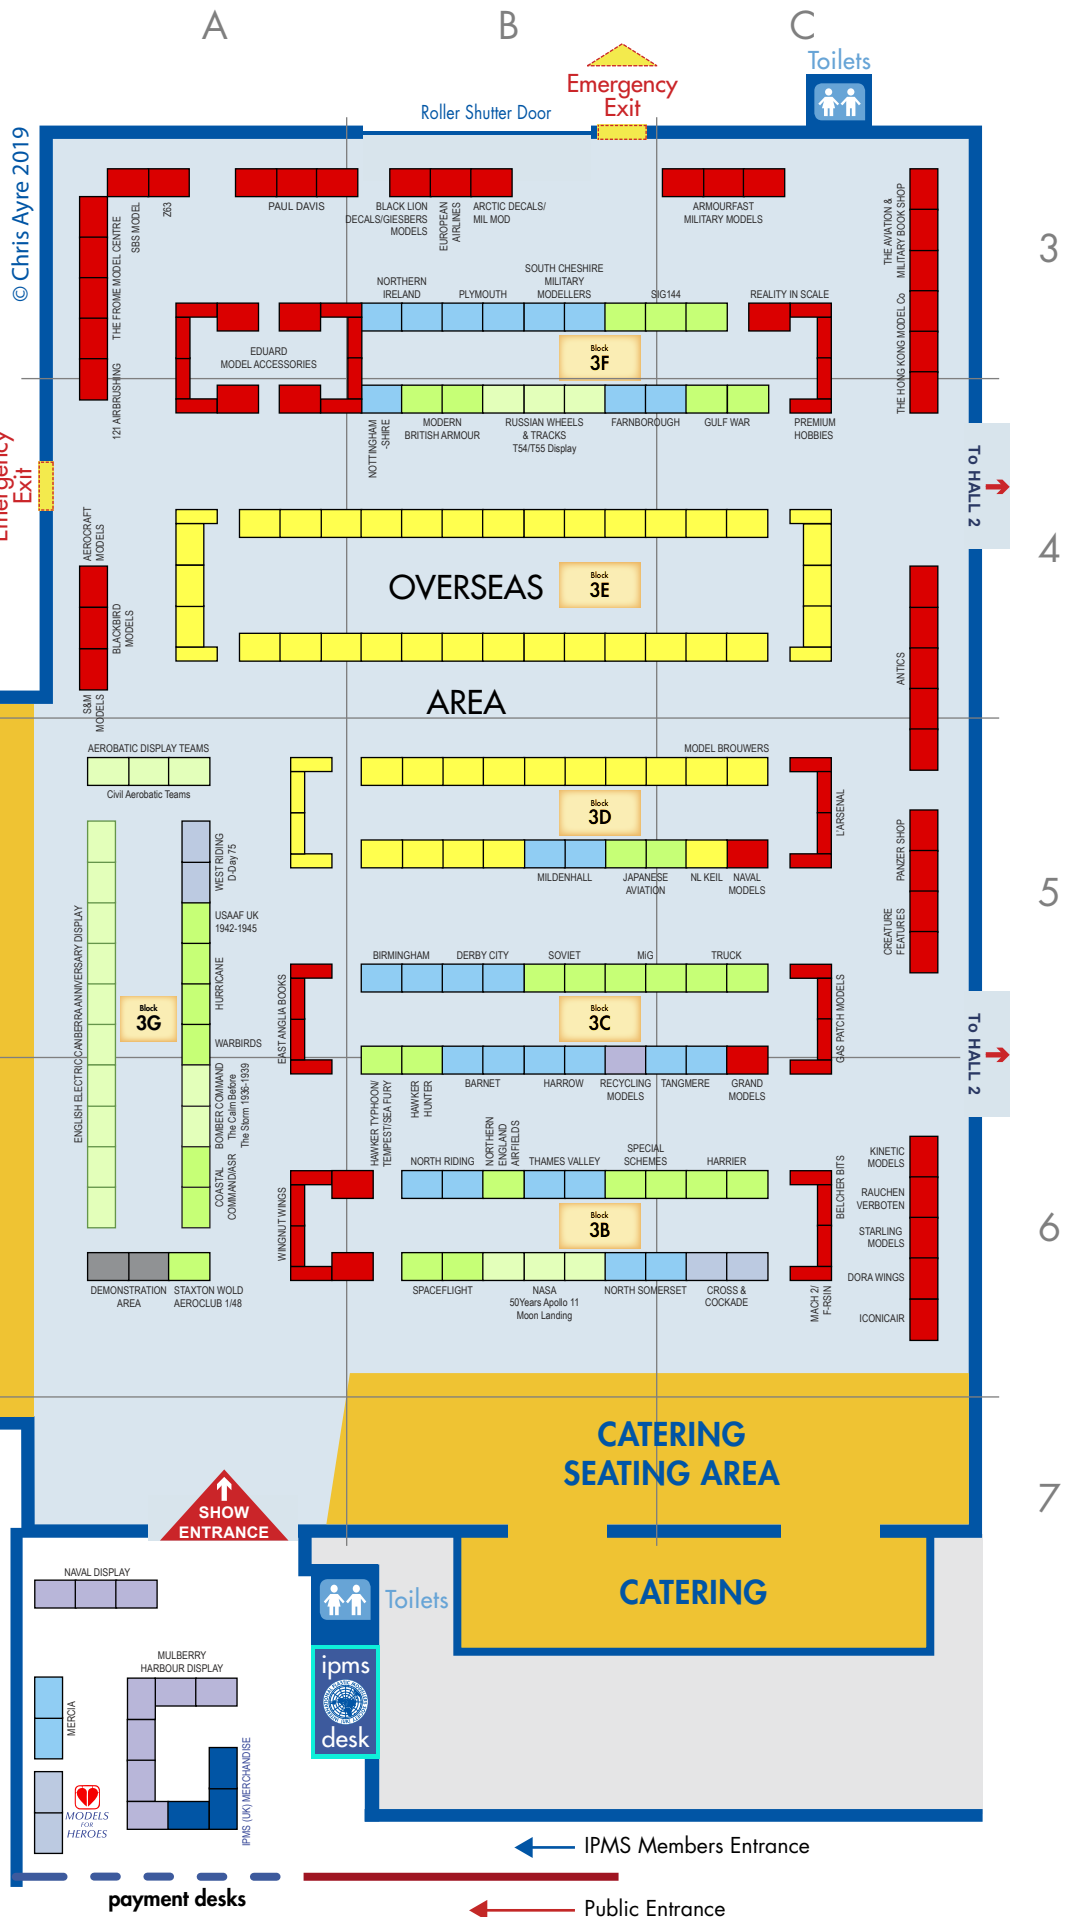 A
B
C
Toilets
Emergency
Exit
Roller Shutter Door
© Chris Ayre 2019
3
4
5
6
7
THE FROME MODEL CENTRE
121 AIRBRUSHING
SBS MODEL
Z63
PAUL DAVIS
BLACK LION
DECALS/GIESBERS
MODELS
EUROPEAN
AIRLINES
ARCTIC DECALS/
MIL MOD
ARMOURFAST
MILITARY MODELS
THE AVIATION &
MILITARY BOOK SHOP
THE HONG KONG MODEL Co
NORTHERN
IRELAND
PLYMOUTH
SOUTH CHESHIRE
MILITARY
MODELLERS
SIG144
REALITY IN SCALE
EDUARD
MODEL ACCESSORIES
Block
3F
NOTTINGHAM
-SHIRE
MODERN
BRITISH ARMOUR
RUSSIAN WHEELS
& TRACKS
T54/T55 Display
FARNBOROUGH
GULF WAR
PREMIUM
HOBBIES
Emergency
Exit
To HALL 2
AEROCRAFT
MODELS
BLACKBIRD
MODELS
S&M
MODELS
OVERSEAS
Block
3E
AREA
ANTICS
AEROBATIC DISPLAY TEAMS
Civil Aerobatic Teams
MODEL BROUWERS
Block
3D
L'ARSENAL
MILDENHALL
JAPANESE
AVIATION
NL KEIL
NAVAL
MODELS
PANZER SHOP
CREATURE
FEATURES
WEST RIDING
D-Day 75
USAAF UK
1942-1945
HURRICANE
WARBIRDS
BOMBER COMMAND
The Calm Before
The Storm 1936-1939
COASTAL
COMMAND/ASR
ENGLISH ELECTRIC CANBERRA ANNIVERSARY DISPLAY
Block
3G
EAST ANGLIA BOOKS
BIRMINGHAM
DERBY CITY
SOVIET
MiG
TRUCK
Block
3C
GAS PATCH MODELS
To HALL 2
HAWKER TYPHOON/
TEMPEST/SEA FURY
HAWKER
HUNTER
BARNET
HARROW
RECYCLING
MODELS
TANGMERE
GRAND
MODELS
WINGNUT WINGS
NORTH RIDING
NORTHERN
ENGLAND
AIRFIELDS
THAMES VALLEY
SPECIAL
SCHEMES
HARRIER
Block
3B
BELCHER BITS
MACH 2/
F-RSIN
KINETIC
MODELS
RAUCHEN
VERBOTEN
STARLING
MODELS
DORA WINGS
ICONICAIR
DEMONSTRATION
AREA
STAXTON WOLD
AEROCLUB 1/48
SPACEFLIGHT
NASA
50Years Apollo 11
Moon Landing
NORTH SOMERSET
CROSS &
COCKADE
CATERING
SEATING AREA
SHOW
ENTRANCE
CATERING
NAVAL DISPLAY
Toilets
MULBERRY
HARBOUR DISPLAY
ipms
desk
MERCIA
MODELS
FOR
HEROES
IPMS (UK) MERCHANDISE
IPMS Members Entrance
payment desks
Public Entrance